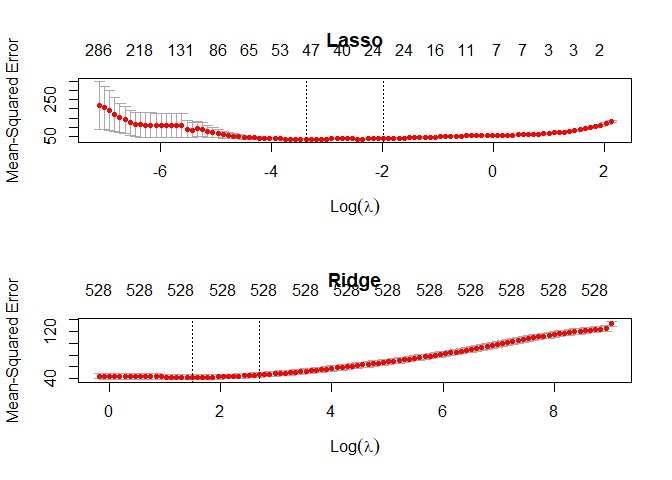 Lasso
286 218 131 86 65 53 47 40 24 24 16 11 7 7 3 3 2
Mean-Squared Error
250
50
-6 -4 -2 0 2
Log(λ)
Ridge
528 528 528 528 528 528 528 528 528 528 528 528 528
Mean-Squared Error
120
40
0 2 4 6 8
Log(λ)